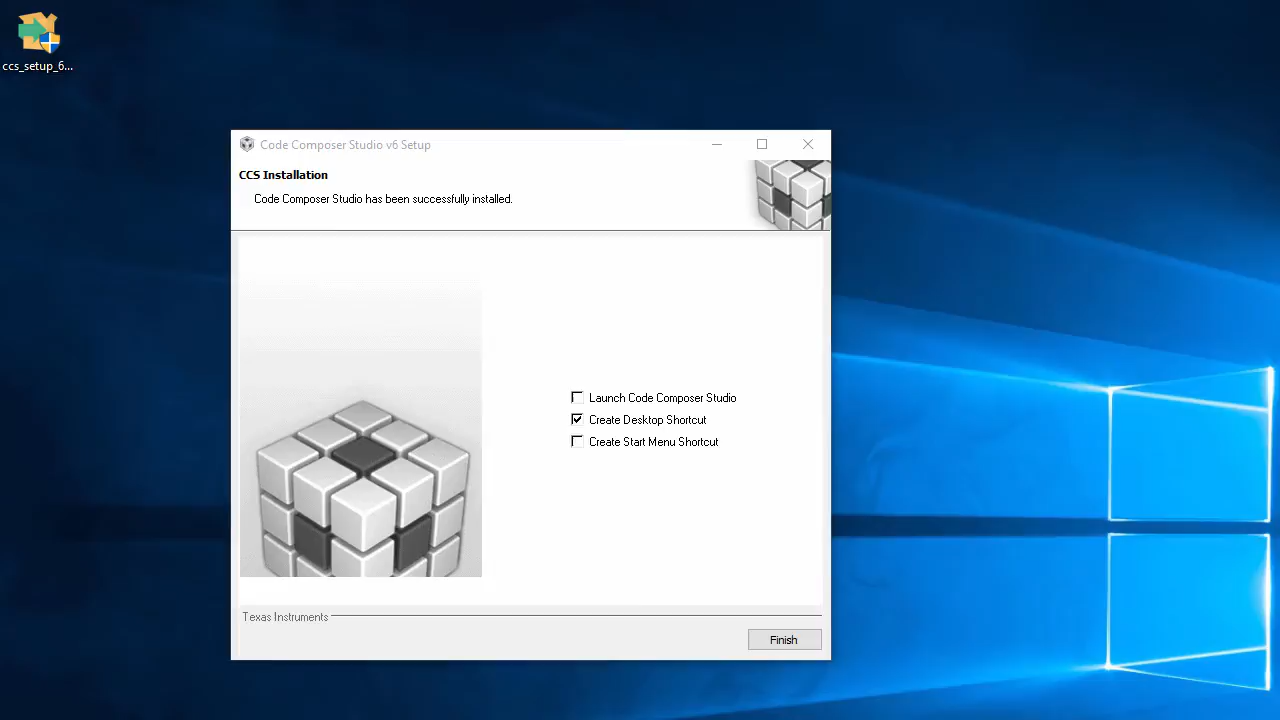 ccs_setup_6...
Code Composer Studio v6 Setup
CCS Installation
Code Composer Studio has been successfully installed.
Launch Code Composer Studio
Create Desktop Shortcut
Create Start Menu Shortcut
Texas Instruments
Finish